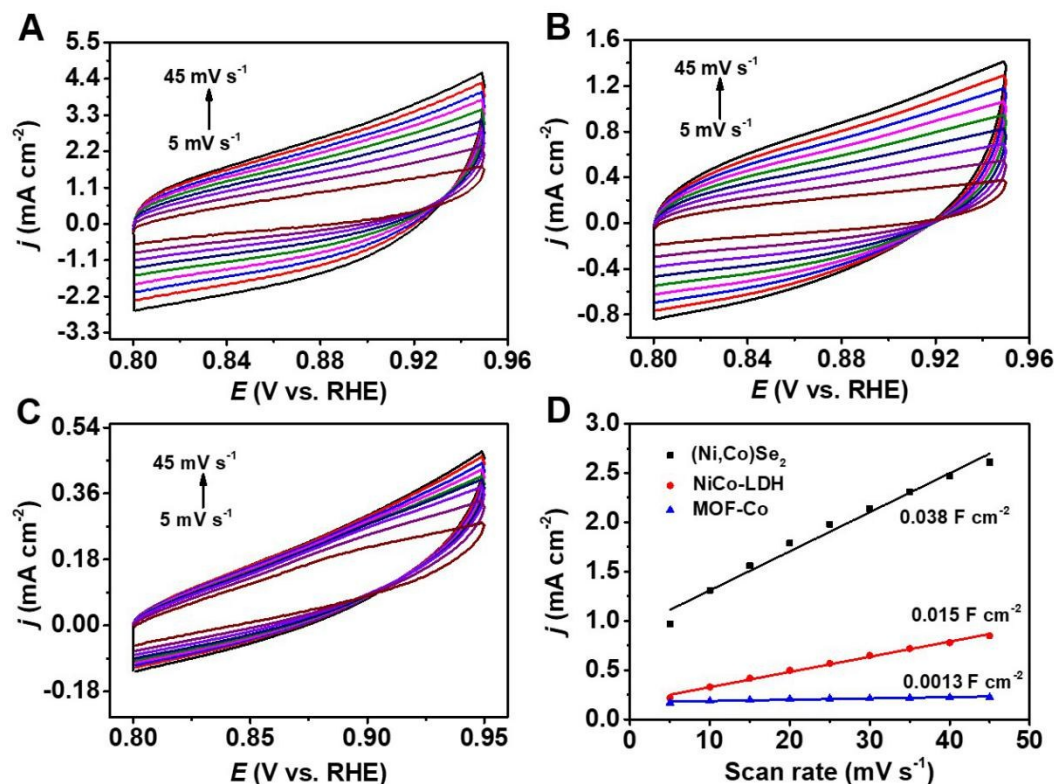 A
5.5
4.4
3.3
2.2
1.1
0.0
-1.1
-2.2
-3.3
j (mA cm-2)
45 mV s-1
5 mV s-1
0.80 0.84 0.88 0.92 0.96
E (V vs. RHE)
B
1.6
1.2
0.8
0.4
0.0
-0.4
-0.8
j (mA cm-2)
45 mV s-1
5 mV s-1
0.80 0.84 0.88 0.92 0.96
E (V vs. RHE)
C
0.54
0.36
0.18
0.00
-0.18
j (mA cm-2)
45 mV s-1
5 mV s-1
0.80 0.85 0.90 0.95
E (V vs. RHE)
D
3.0
2.5
2.0
1.5
1.0
0.5
0.0
j (mA cm-2)
(Ni,Co)Se2
NiCo-LDH
MOF-Co
0.038 F cm-2
0.015 F cm-2
0.0013 F cm-2
0 10 20 30 40 50
Scan rate (mV s-1)